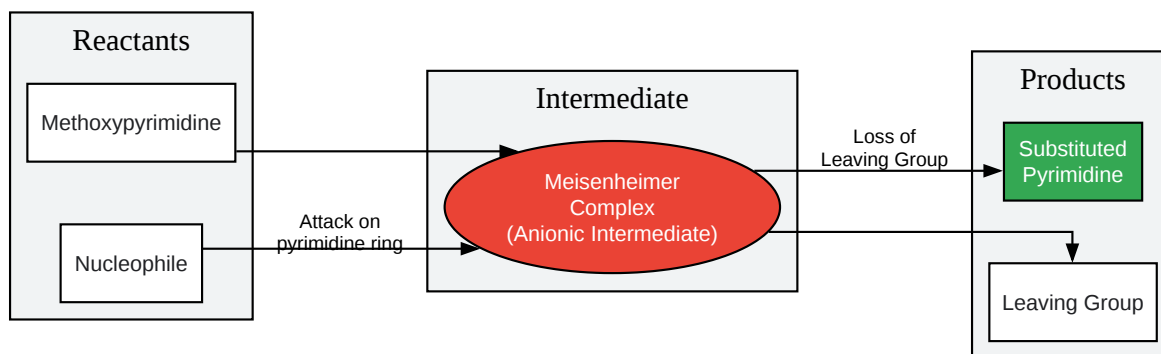 Reactants
Methoxypyrimidine
Nucleophile
Attack on
pyrimidine ring
Intermediate
Meisenheimer
Complex
(Anionic Intermediate)
Loss of
Leaving Group
Products
Substituted
Pyrimidine
Leaving Group